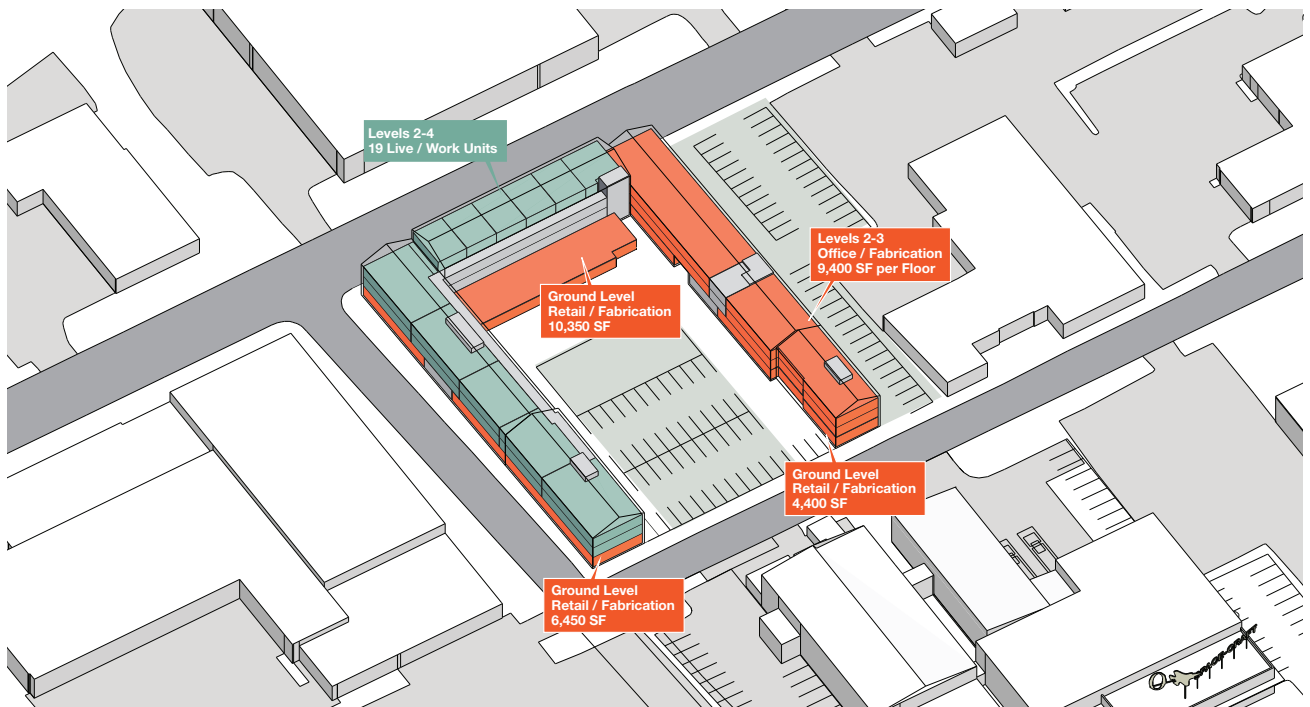 Levels 2-4
19 Live / Work Units
Levels 2-3
Office / Fabrication
9,400 SF per Floor
Ground Level
Retail / Fabrication
10,350 SF
Ground Level
Retail / Fabrication
4,400 SF
Ground Level
Retail / Fabrication
6,450 SF